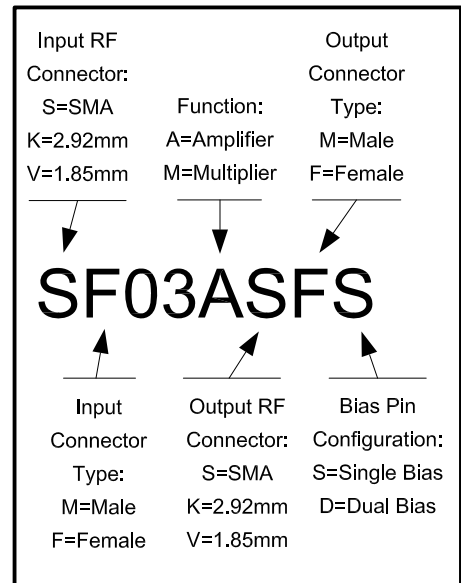 Input RF
Connector:
S=SMA
K=2.92mm
V=1.85mm
Function:
A=Amplifier
M=Multiplier
Output
Connector
Type:
M=Male
F=Female
SF03ASFS
Input
Connector
Type:
M=Male
F=Female
Output RF
Connector:
S=SMA
K=2.92mm
V=1.85mm
Bias Pin
Configuration:
S=Single Bias
D=Dual Bias